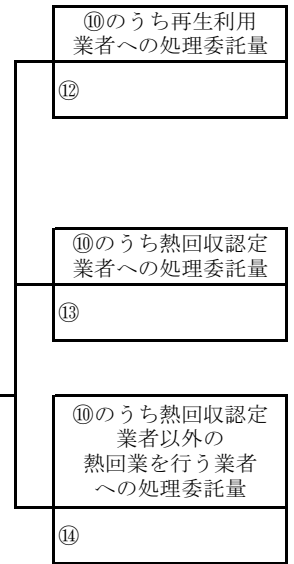 ⑩のうち再生利用
業者への処理委託量
⑫
⑩のうち熱回収認定
業者への処理委託量
⑬
⑩のうち熱回収認定
業者以外の
熱回業を行う業者
への処理委託量
⑭